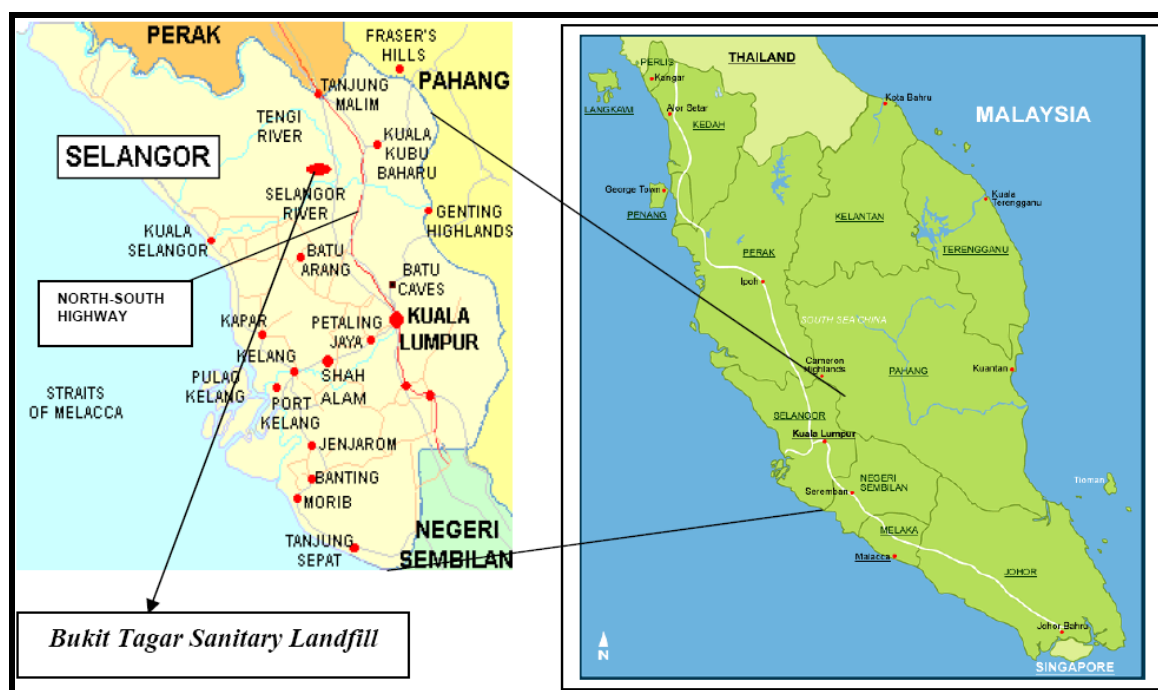 PERAK
FRASER'S
HILLS
PAHANG
TANJUNG
MALIM
TENGI
RIVER
KUALA
KUBU
BAHARU
SELANGOR
SELANGOR
RIVER
GENTING
HIGHLANDS
KUALA
SELANGOR
BATU
ARANG
BATU
CAVES
NORTH-SOUTH
HIGHWAY
KAPAR
PETALING
JAYA
KUALA
LUMPUR
KELANG
SHAH
ALAM
PULAU
KELANG
PORT
KELANG
STRAITS
OF MELACCA
JENJAROM
BANTING
MORIB
NEGERI
SEMBILAN
TANJUNG
SEPAT
Bukit Tagar Sanitary Landfill
THAILAND
PERLIS
Kangar
LANGKAWI
Alor Setar
KEDAH
Kota Bahru
MALAYSIA
George Town
PENANG
Kuala
Terengganu
KELANTAN
TERENGGANU
PERAK
Ipoh
SOUTH SEA CHINA
Cameron
Highlands
PAHANG
Kuantan
SELANGOR
Kuala Lumpur
Seremban
NEGERI
SEMBILAN
Tioman
MELAKA
Malacca
JOHOR
Johor Bahru
SINGAPORE
N